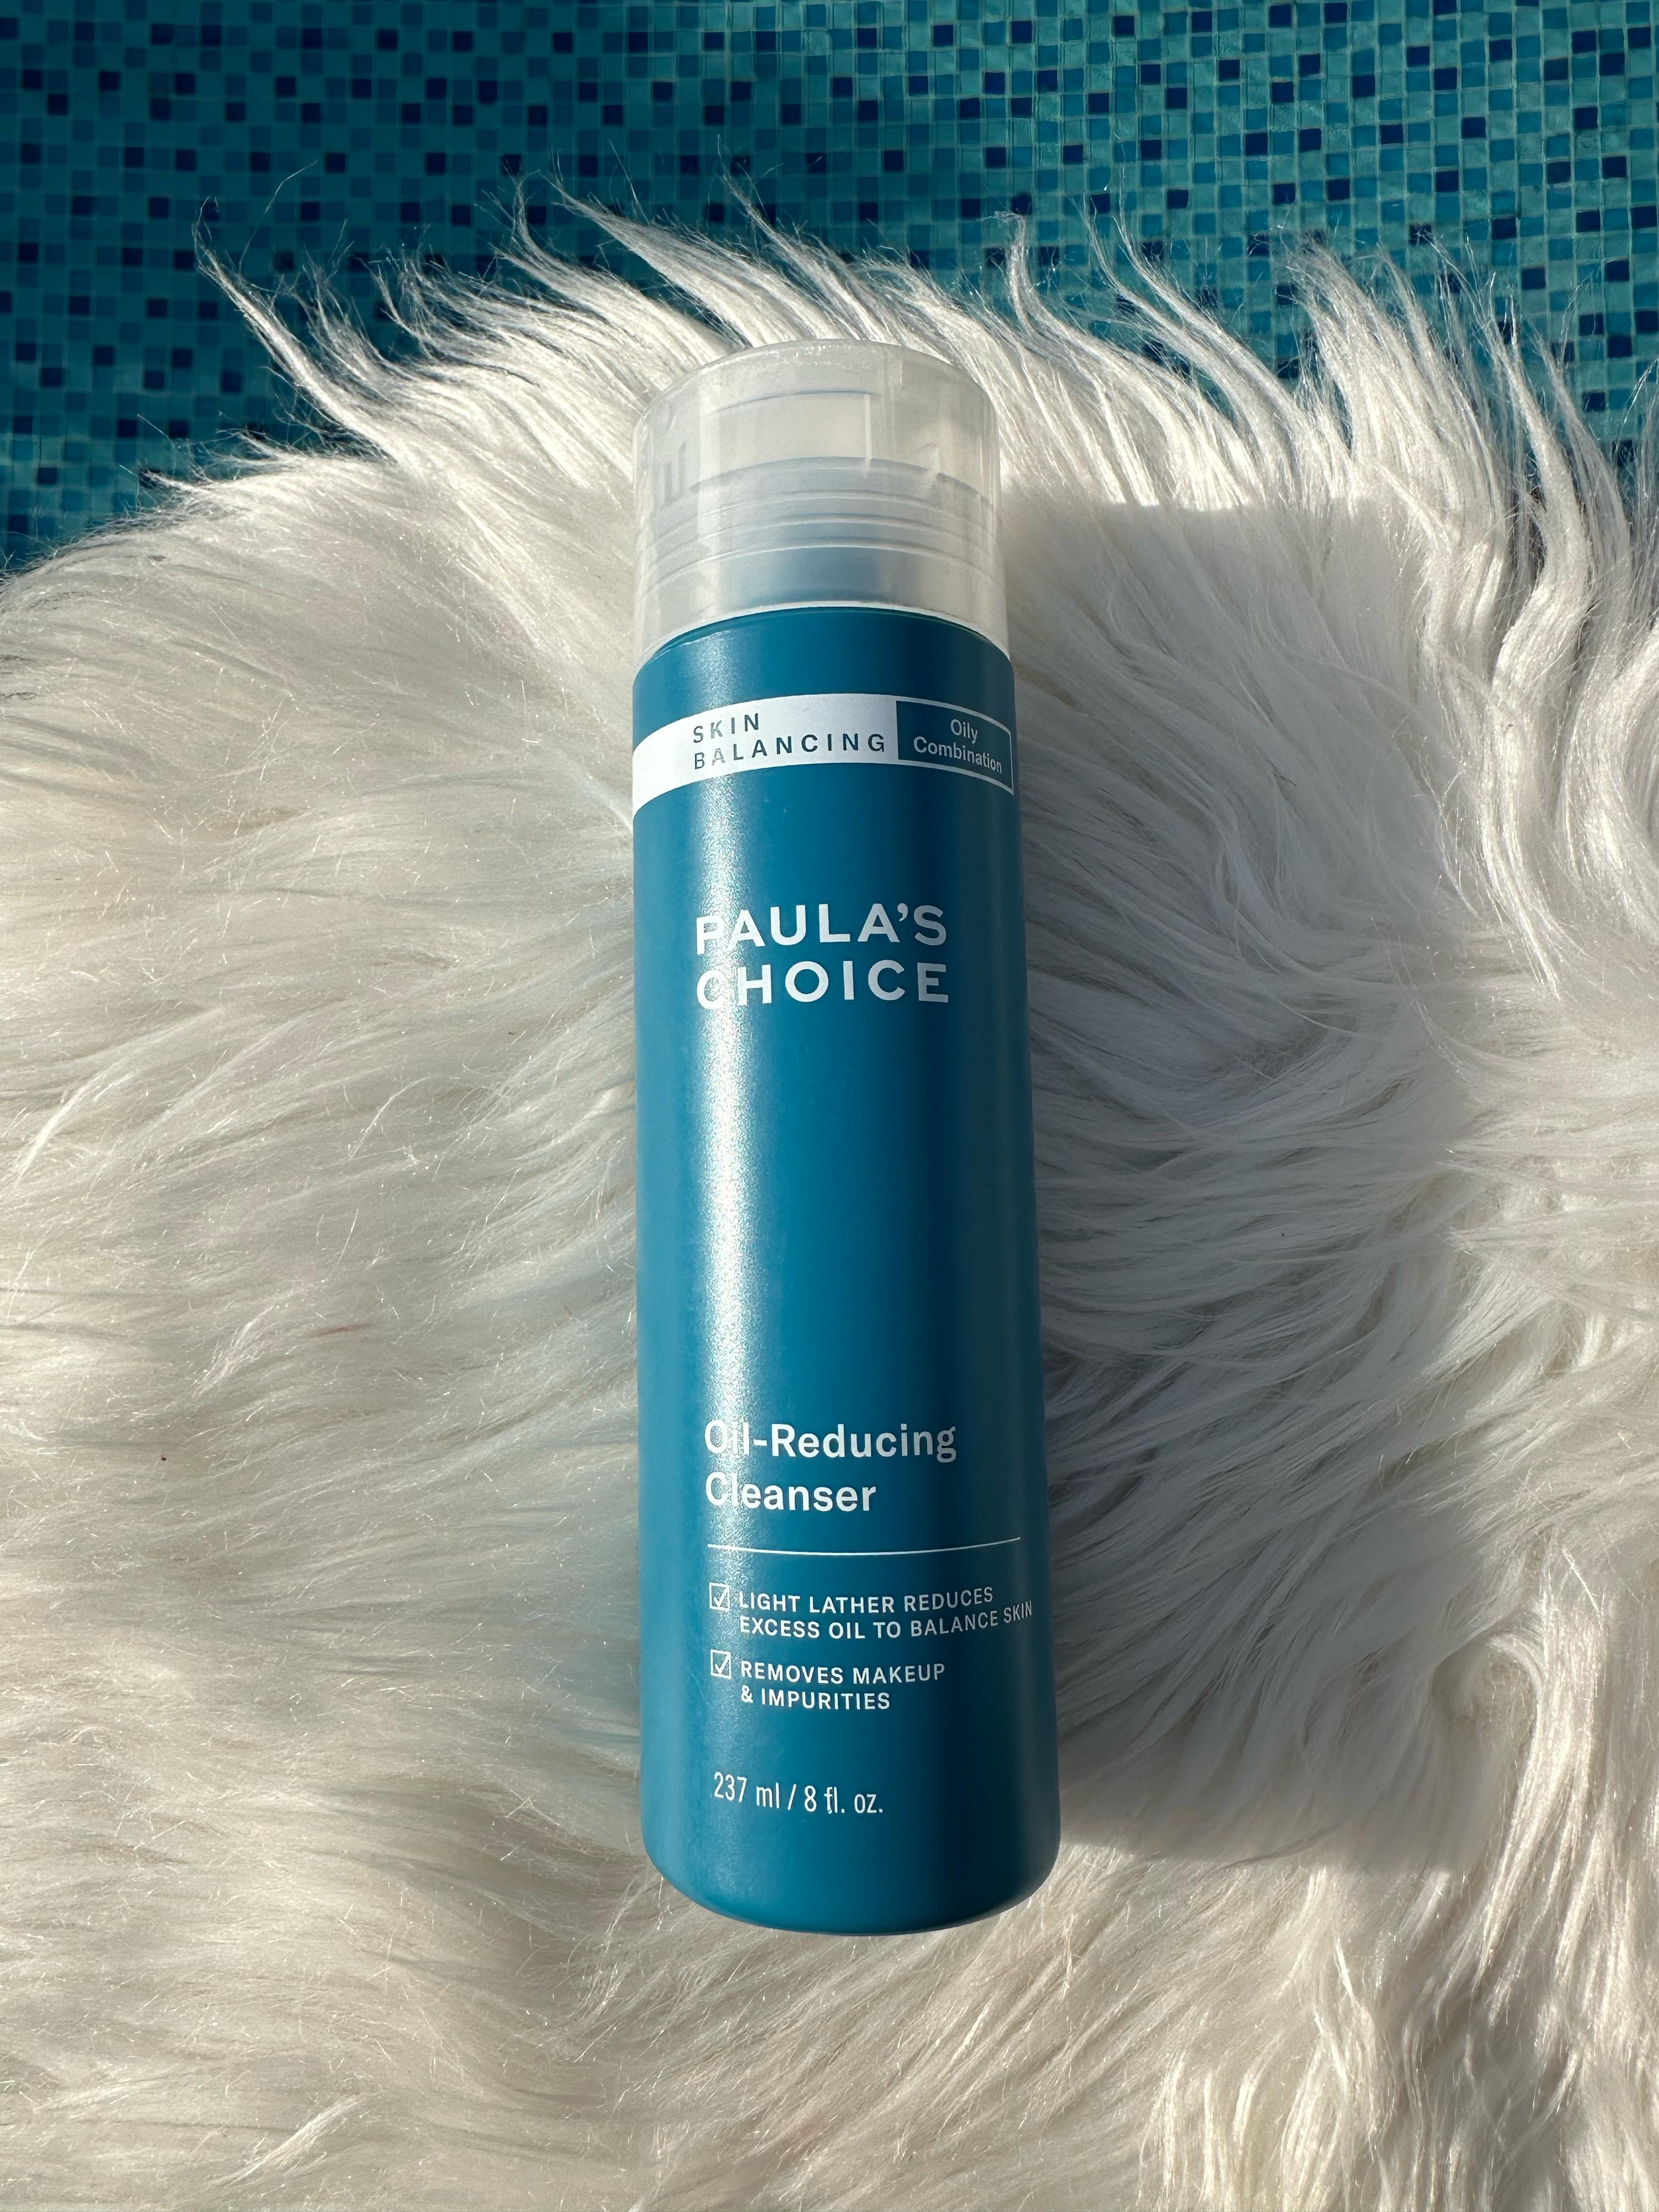 SKIN
BALANCING
Oily
Combination
PAULA'S
CHOICE
Oil-Reducing
Cleanser
LIGHT LATHER REDUCES
EXCESS OIL TO BALANCE SKIN
REMOVES MAKEUP
& IMPURITIES
237 ml / 8 fl. oz.